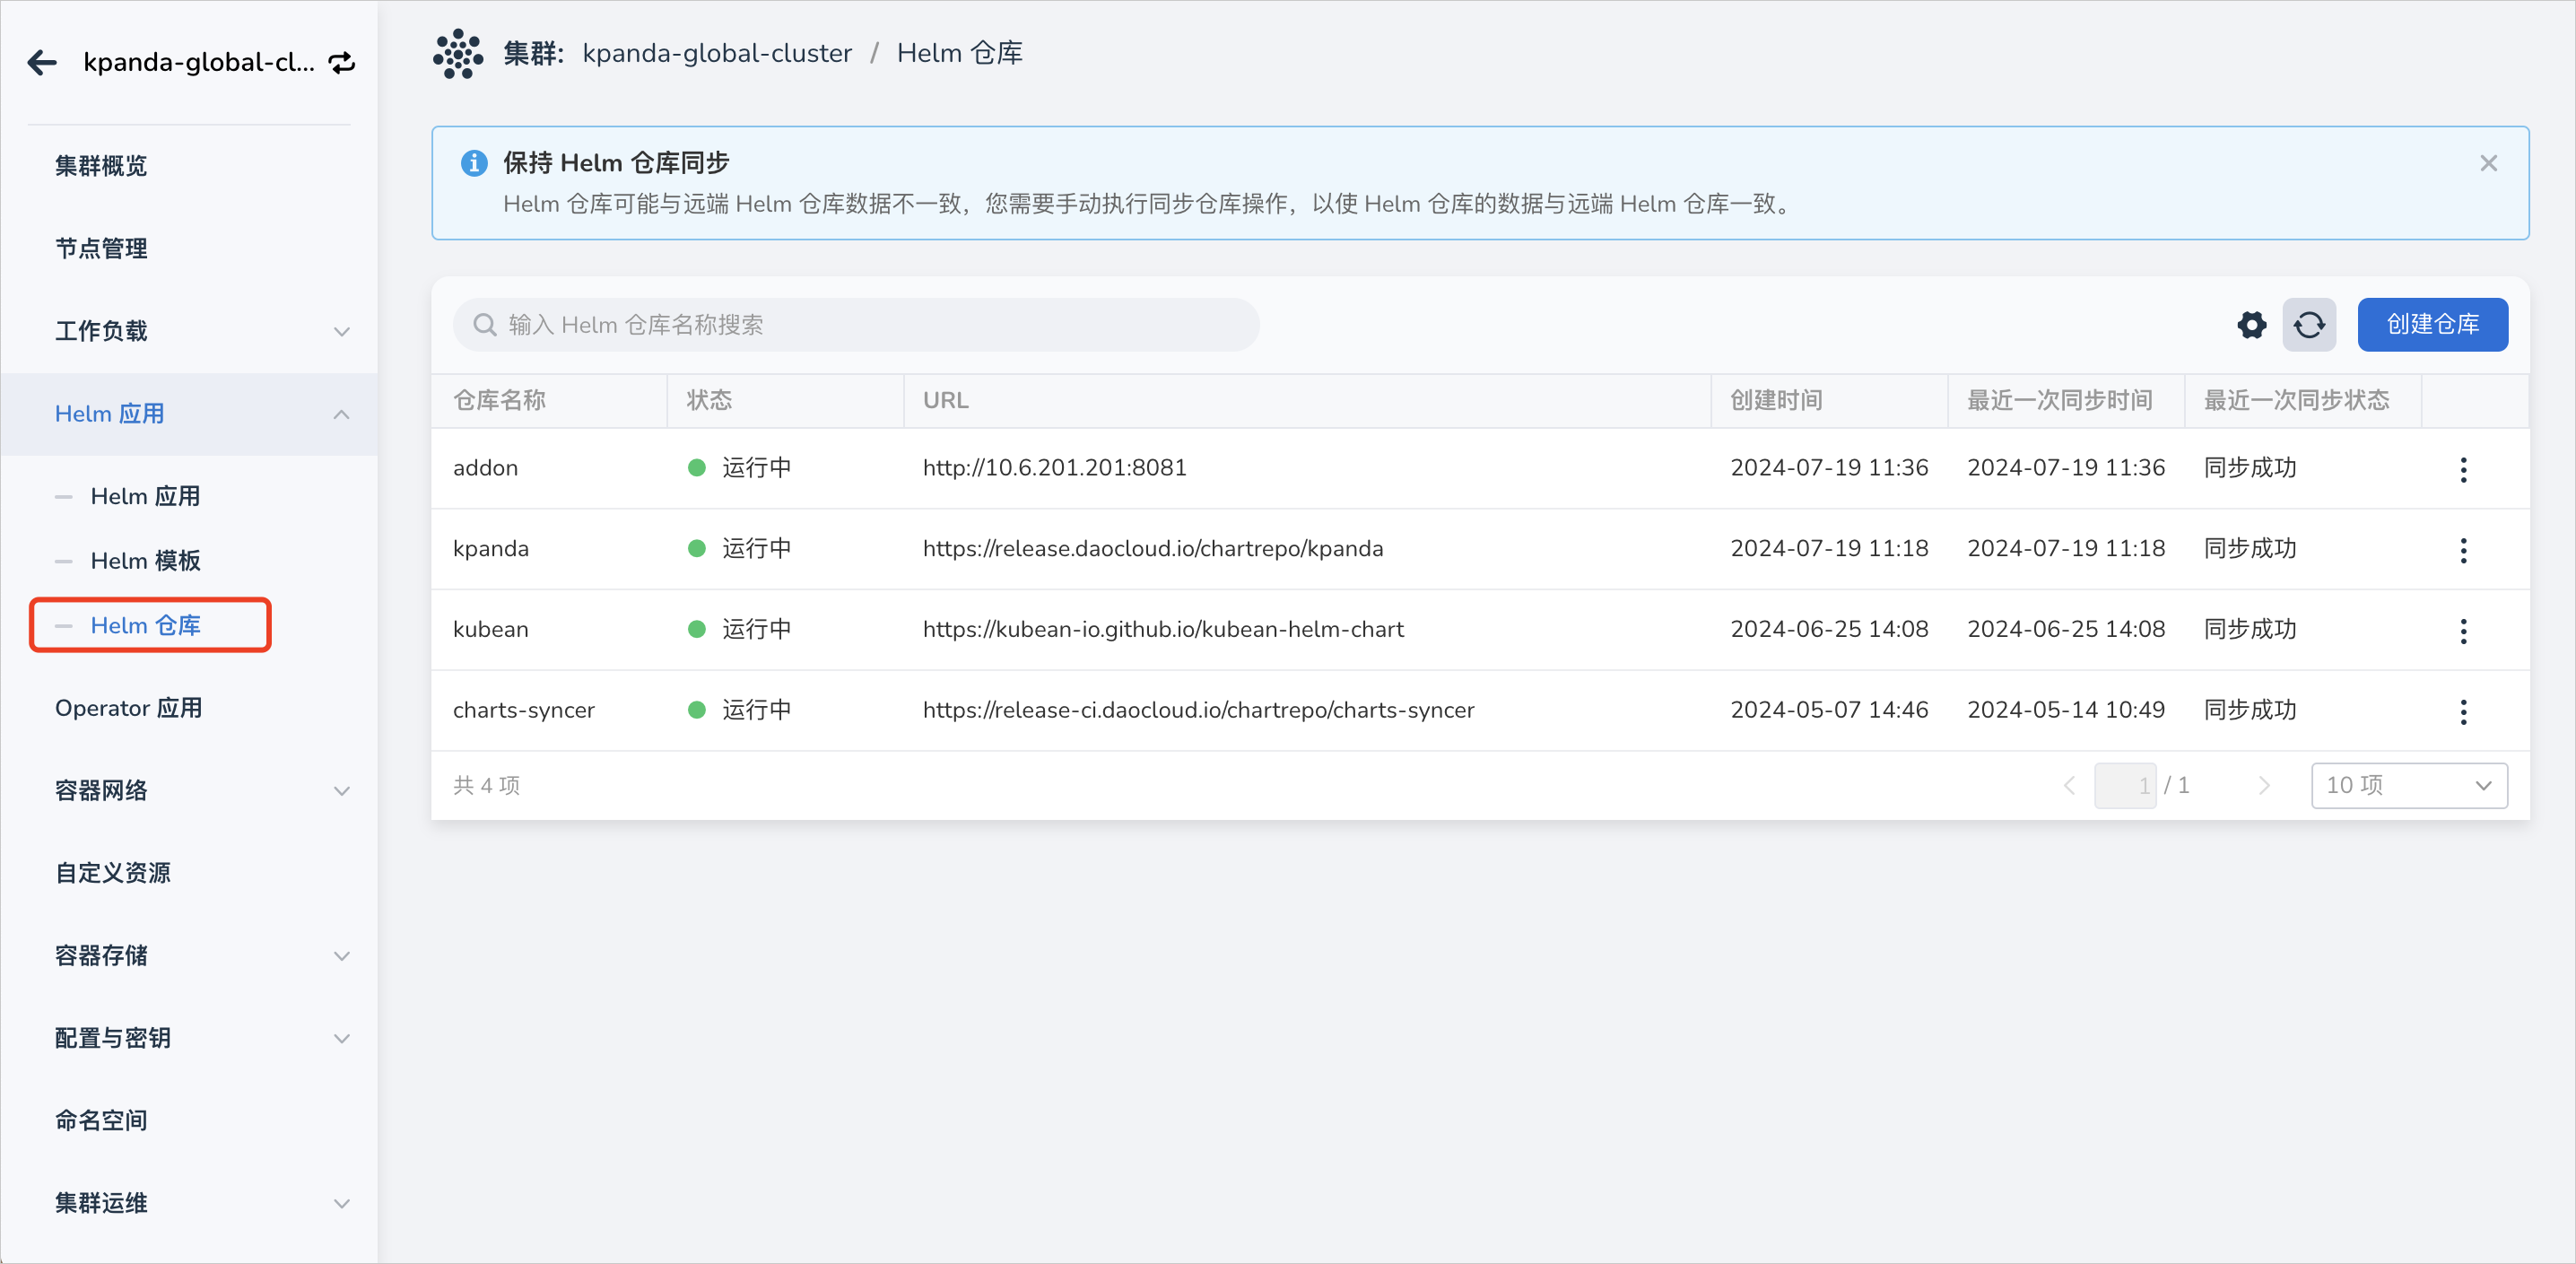 kpanda-global-cl...
集群概览
节点管理
工作负载
Helm 应用
Helm 应用
Helm 模板
Helm 仓库
Operator 应用
容器网络
自定义资源
容器存储
配置与密钥
命名空间
集群运维
集群: kpanda-global-cluster / Helm 仓库
保持 Helm 仓库同步
Helm 仓库可能与远端 Helm 仓库数据不一致，您需要手动执行同步仓库操作，以使 Helm 仓库的数据与远端 Helm 仓库一致。
输入 Helm 仓库名称搜索
创建仓库
仓库名称 状态 URL 创建时间 最近一次同步时间 最近一次同步状态
addon 运行中 http://10.6.201.201:8081 2024-07-19 11:36 2024-07-19 11:36 同步成功
kpanda 运行中 https://release.daocloud.io/chartrepo/kpanda 2024-07-19 11:18 2024-07-19 11:18 同步成功
kubean 运行中 https://kubean-io.github.io/kubean-helm-chart 2024-06-25 14:08 2024-06-25 14:08 同步成功
charts-syncer 运行中 https://release-ci.daocloud.io/chartrepo/charts-syncer 2024-05-07 14:46 2024-05-14 10:49 同步成功
共 4 项 1 / 1 10 项